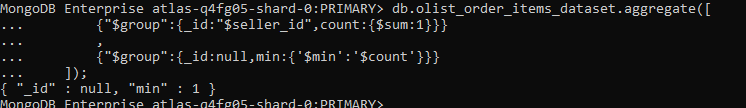 MongoDB Enterprise atlas-q4fg05-shard-0:PRIMARY> db.olist_order_items_dataset.aggregate([
... {"$group":{_id:"$seller_id",count:{$sum:1}}}
... ,
... {"$group":{_id:null,min:{'$min':'$count'}}}
... ]);
{ "_id" : null, "min" : 1 }
MongoDB Enterprise atlas-q4fg05-shard-0:PRIMARY>